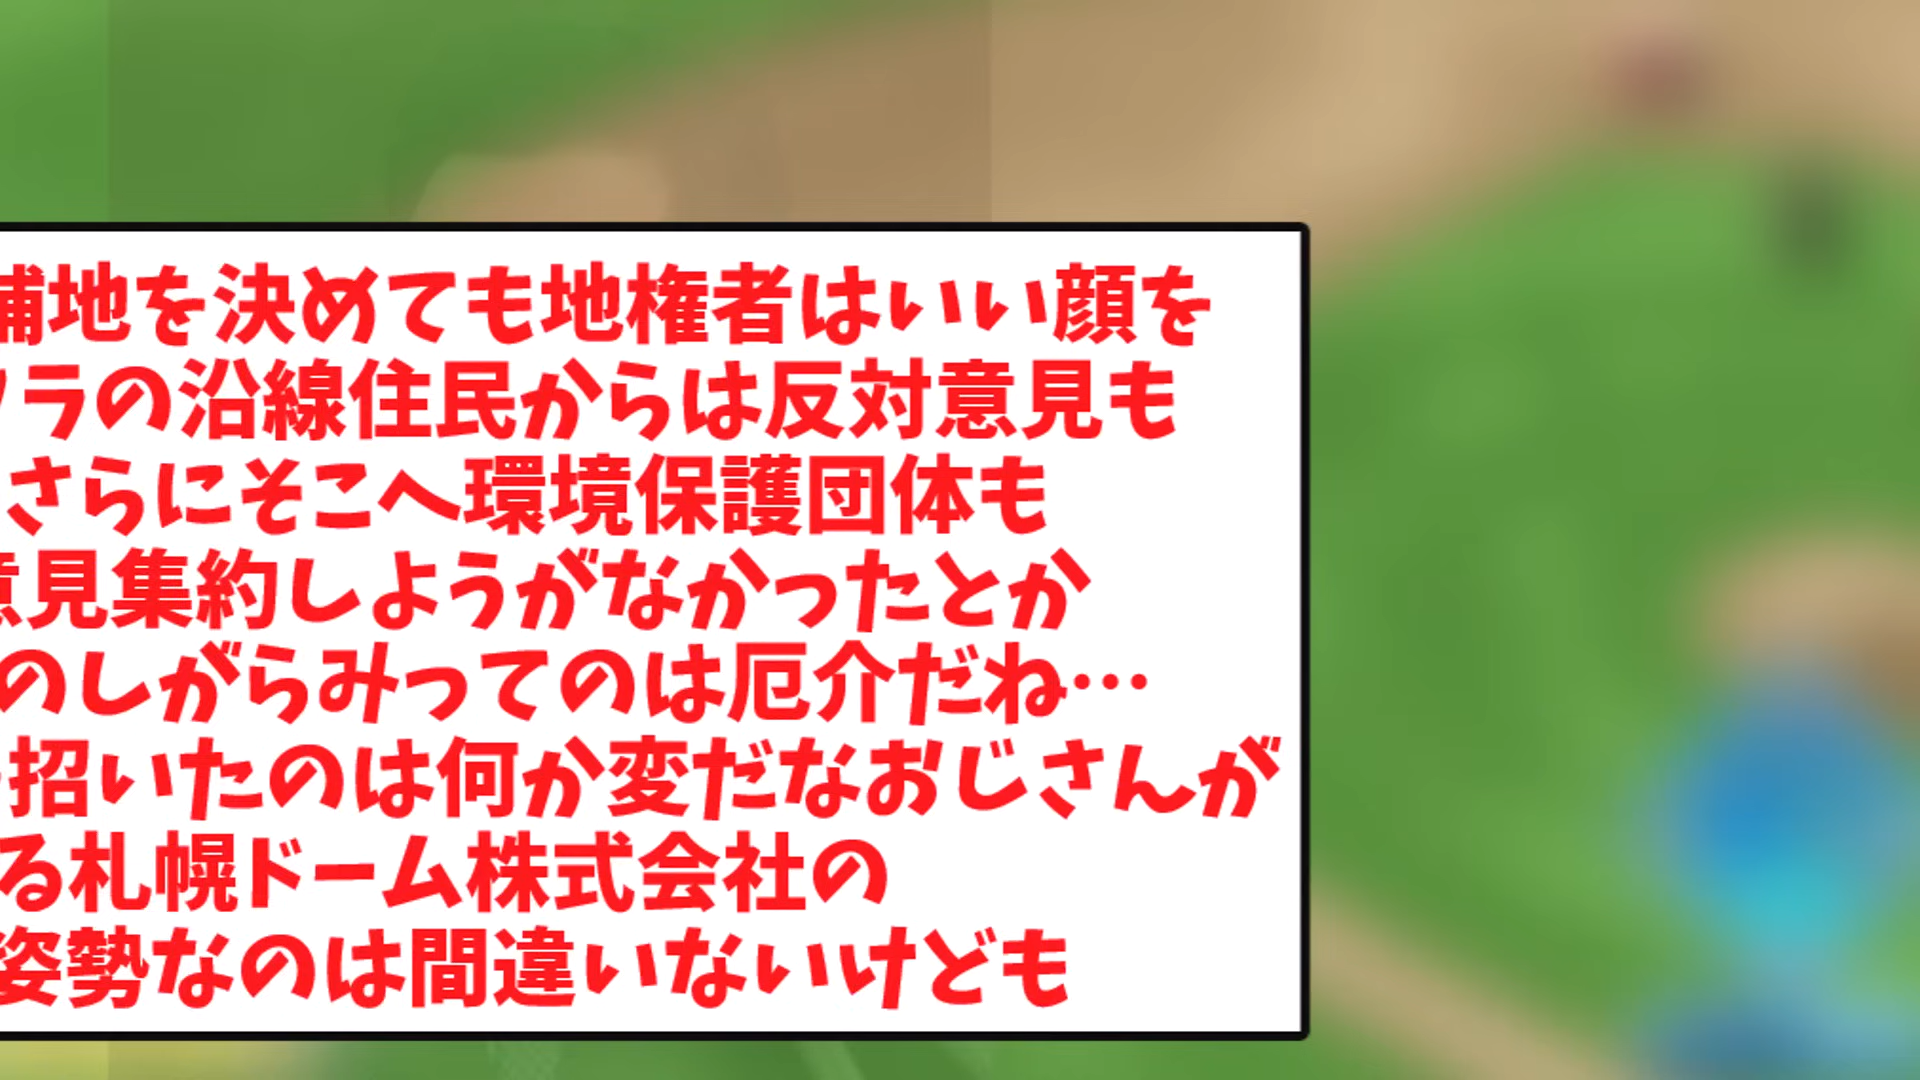 補地を決めても地権者はいい顔を
ラの沿線住民からは反対意見も
さらにそこへ環境保護団体も
意見集約しようがなかったとか
のしがらみってのは厄介だね…
招いたのは何か変だなおじさんが
る札幌ドーム株式会社の
姿勢なのは間違いないけども